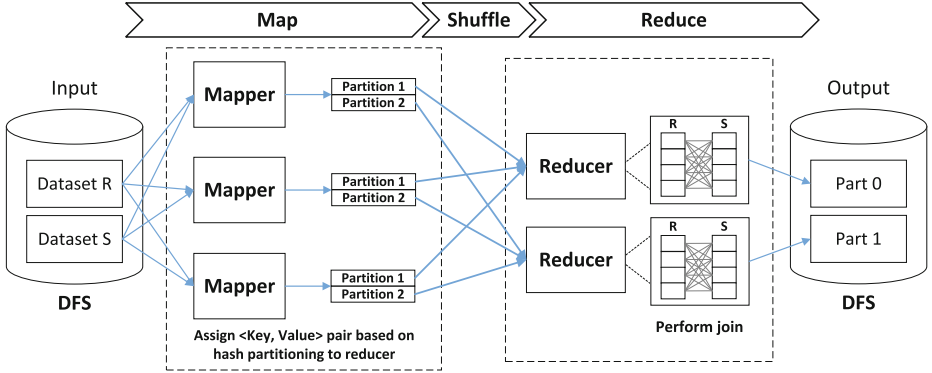 Map
Shuffle
Reduce
Input
Dataset R
Dataset S
DFS
Mapper
Partition 1
Partition 2
Mapper
Partition 1
Partition 2
Mapper
Partition 1
Partition 2
Assign <Key, Value> pair based on
hash partitioning to reducer
Reducer
R S
Reducer
R S
Perform join
Output
Part 0
Part 1
DFS